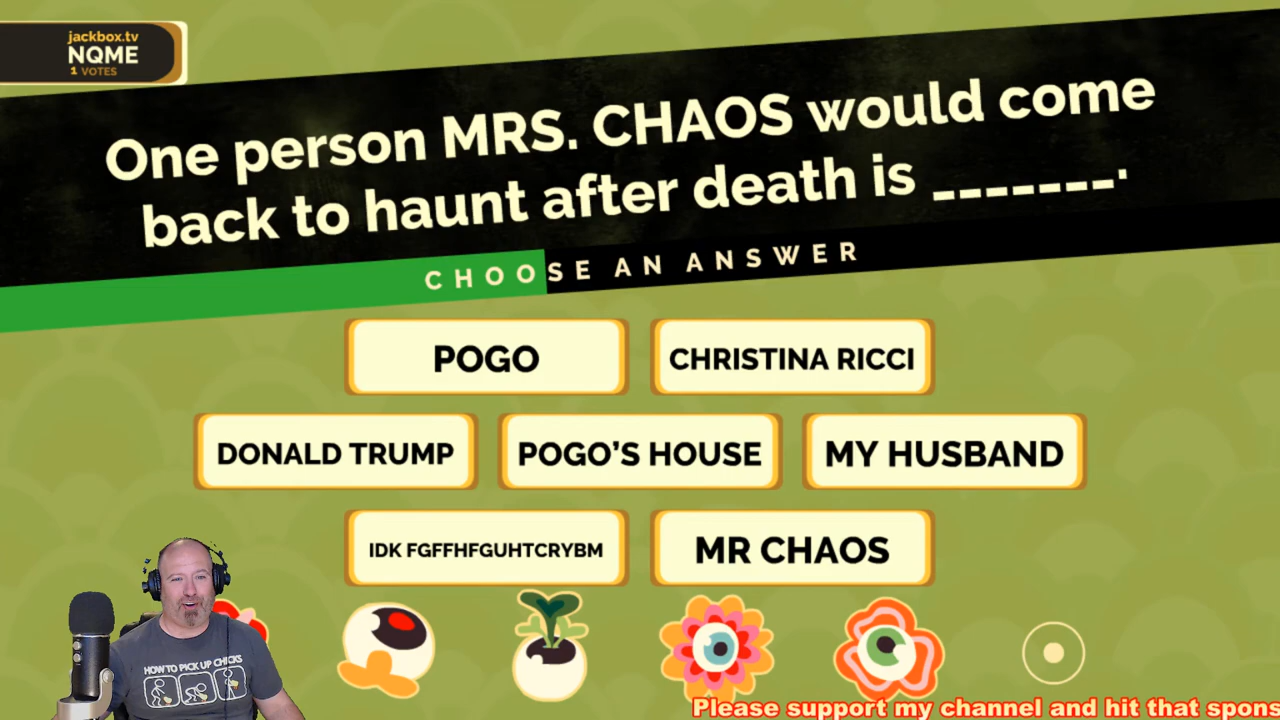 jackbox.tv
NQME
1 VOTES
One person MRS. CHAOS would come
back to haunt after death is _______.
CHOOSE AN ANSWER
POGO
CHRISTINA RICCI
DONALD TRUMP
POGO'S HOUSE
MY HUSBAND
IDK FGFFHFGUHTCRYBM
MR CHAOS
HOW TO PICK UP CHICKS
Please support my channel and hit that spons